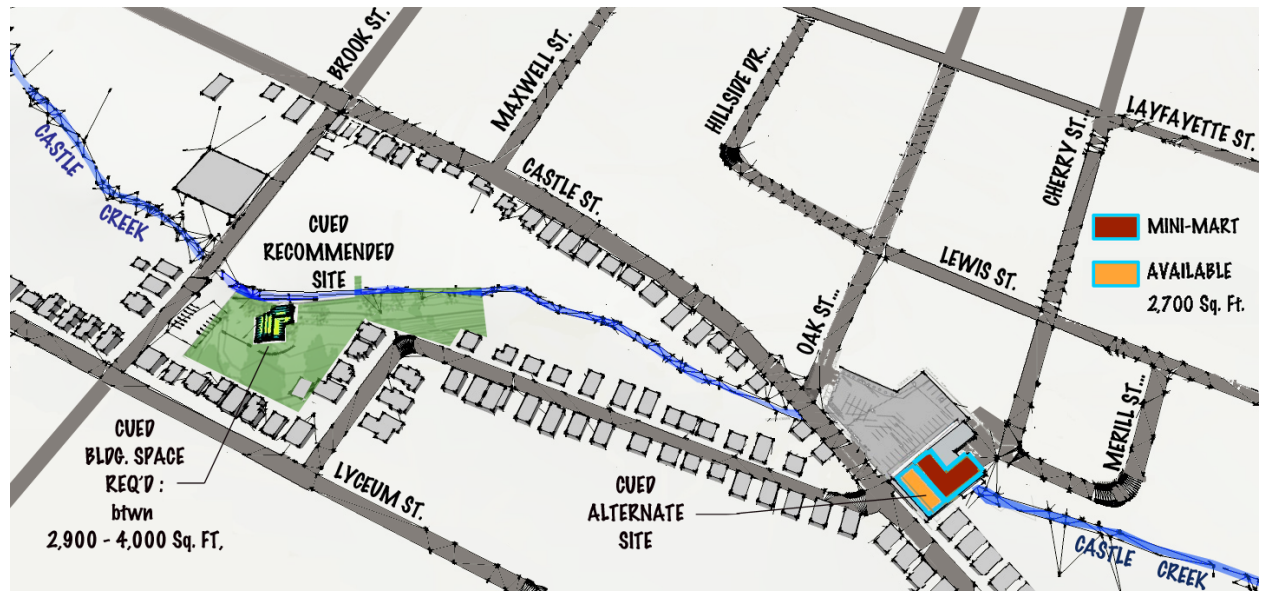 BROOK ST.
MAXWELL ST.
HILLSIDE DR..
LAYFAYETTE ST.
CHERRY ST.
CASTLE
CREEK
CASTLE ST.
CUED
RECOMMENDED
SITE
MINI-MART
AVAILABLE
2,700 Sq. Ft.
LEWIS ST.
OAK ST...
MERILL ST...
CUED
BLDG. SPACE
REQ'D :
btwn
2,900 - 4,000 Sq. FT,
LYCEUM ST.
CUED
ALTERNATE
SITE
CASTLE
CREEK